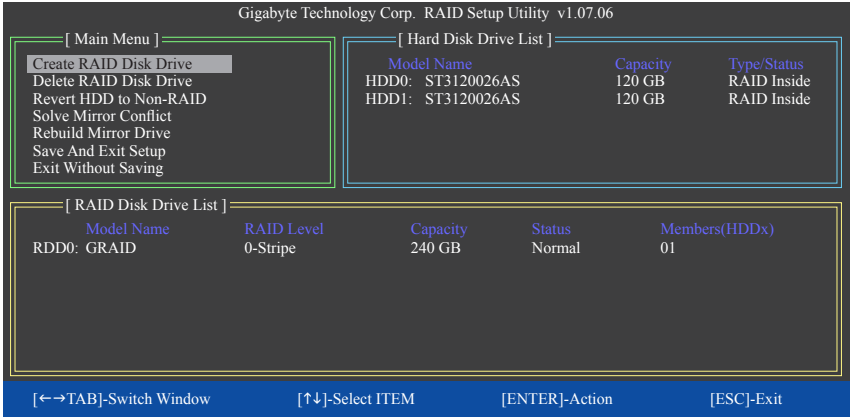 Gigabyte Technology Corp. RAID Setup Utility v1.07.06
[ Main Menu ]
Create RAID Disk Drive
Delete RAID Disk Drive
Revert HDD to Non-RAID
Solve Mirror Conflict
Rebuild Mirror Drive
Save And Exit Setup
Exit Without Saving
[ Hard Disk Drive List ]
Model Name Capacity Type/Status
HDD0: ST3120026AS 120 GB RAID Inside
HDD1: ST3120026AS 120 GB RAID Inside
[ RAID Disk Drive List ]
Model Name RAID Level Capacity Status Members(HDDx)
RDD0: GRAID 0-Stripe 240 GB Normal 01
[←→TAB]-Switch Window [↑↓]-Select ITEM [ENTER]-Action [ESC]-Exit